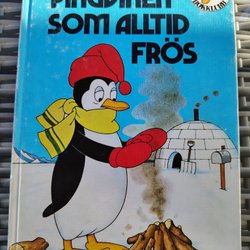 PINGVINEN
SOM ALLTID
FRÖS